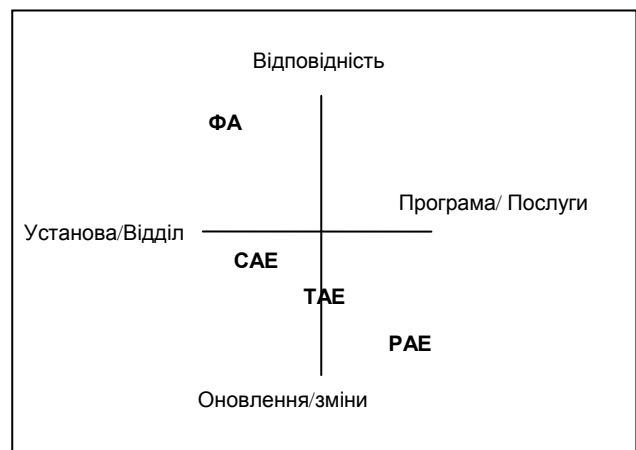 Відповідність
ФА
Програма/ Послуги
Установа/Відділ
САЕ
ТАЕ
РАЕ
Оновлення/зміни